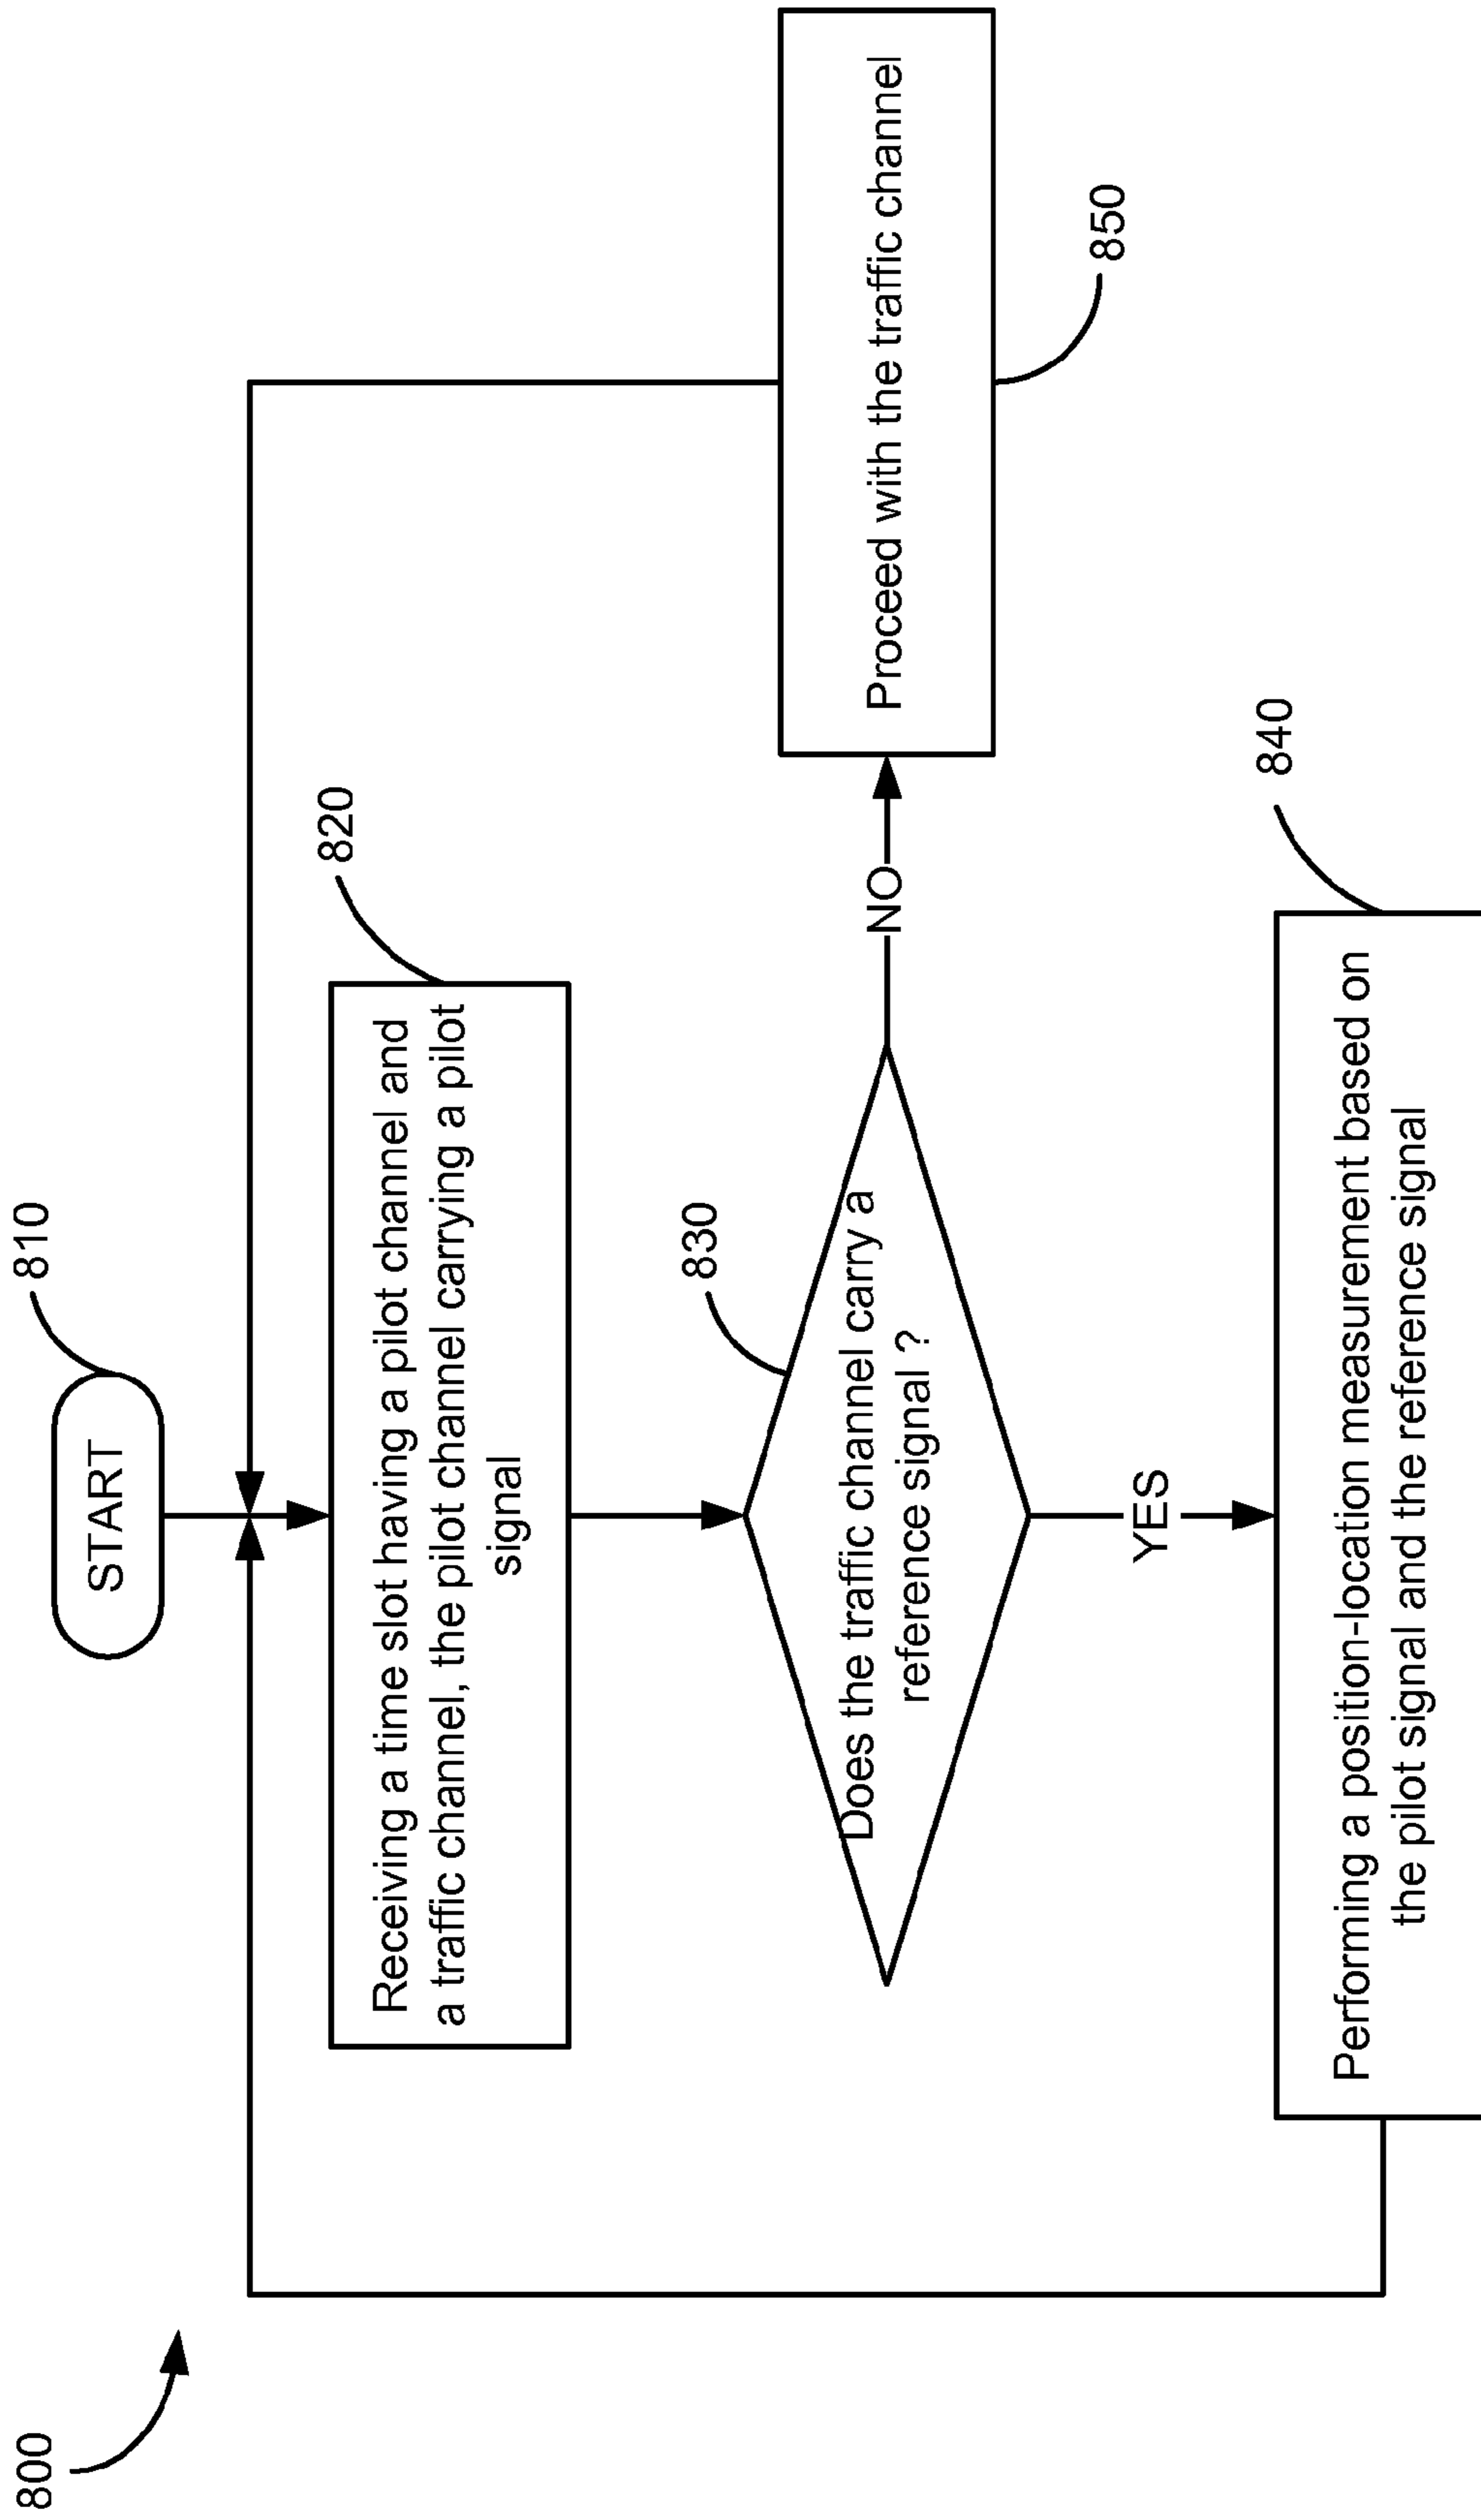 800
START
810
Receiving a time slot having a pilot channel and
a traffic channel, the pilot channel carrying a pilot
signal
820
Does the traffic channel carry a
reference signal ?
830
NO
Proceed with the traffic channel
850
YES
Performing a position-location measurement based on
the pilot signal and the reference signal
840